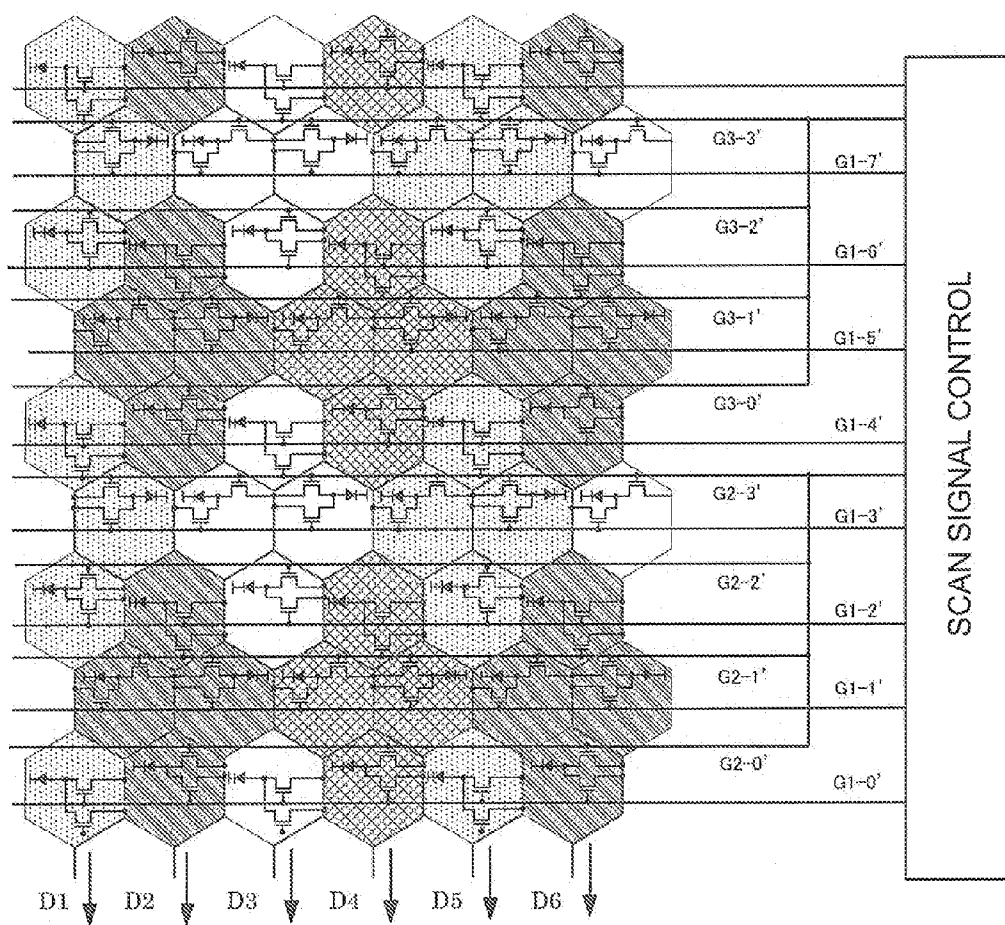 G3-3'
G1-7'
G3-2'
G1-6'
G3-1'
G1-5'
G3-0'
G1-4'
G2-3'
G1-3'
G2-2'
G1-2'
G2-1'
G1-1'
G2-0'
G1-0'
SCAN SIGNAL CONTROL
D1 D2 D3 D4 D5 D6